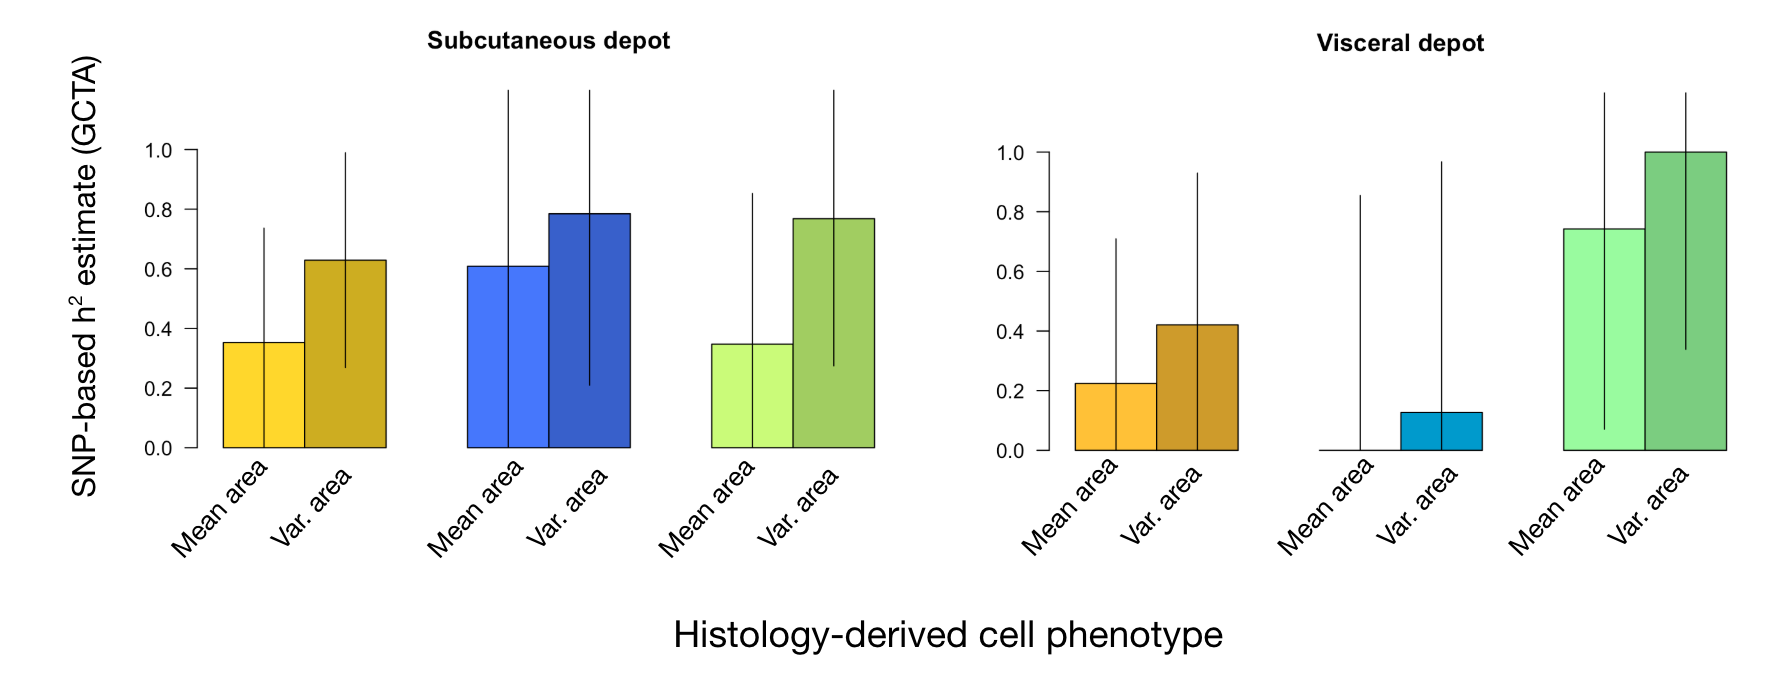 Subcutaneous depot
Visceral depot
SNP-based h² estimate (GCTA)
1.0
0.8
0.6
0.4
0.2
0.0
Mean area
Var. area
Mean area
Var. area
Mean area
Var. area
1.0
0.8
0.6
0.4
0.2
0.0
Mean area
Var. area
Mean area
Var. area
Mean area
Var. area
Histology-derived cell phenotype